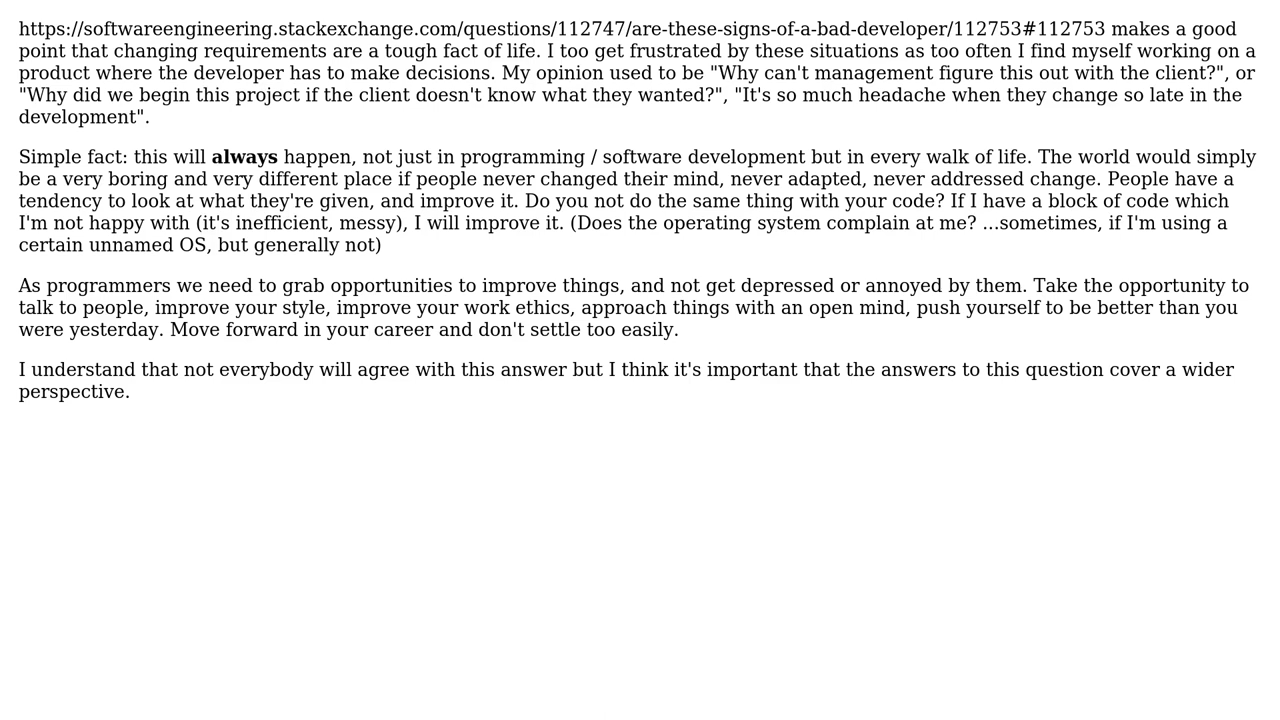 https://softwareengineering.stackexchange.com/questions/112747/are-these-signs-of-a-bad-developer/112753#112753 makes a good
point that changing requirements are a tough fact of life. I too get frustrated by these situations as too often I find myself working on a
product where the developer has to make decisions. My opinion used to be "Why can't management figure this out with the client?", or
"Why did we begin this project if the client doesn't know what they wanted?", "It's so much headache when they change so late in the
development".
Simple fact: this will always happen, not just in programming / software development but in every walk of life. The world would simply
be a very boring and very different place if people never changed their mind, never adapted, never addressed change. People have a
tendency to look at what they're given, and improve it. Do you not do the same thing with your code? If I have a block of code which
I'm not happy with (it's inefficient, messy), I will improve it. (Does the operating system complain at me? ...sometimes, if I'm using a
certain unnamed OS, but generally not)
As programmers we need to grab opportunities to improve things, and not get depressed or annoyed by them. Take the opportunity to
talk to people, improve your style, improve your work ethics, approach things with an open mind, push yourself to be better than you
were yesterday. Move forward in your career and don't settle too easily.
I understand that not everybody will agree with this answer but I think it's important that the answers to this question cover a wider
perspective.